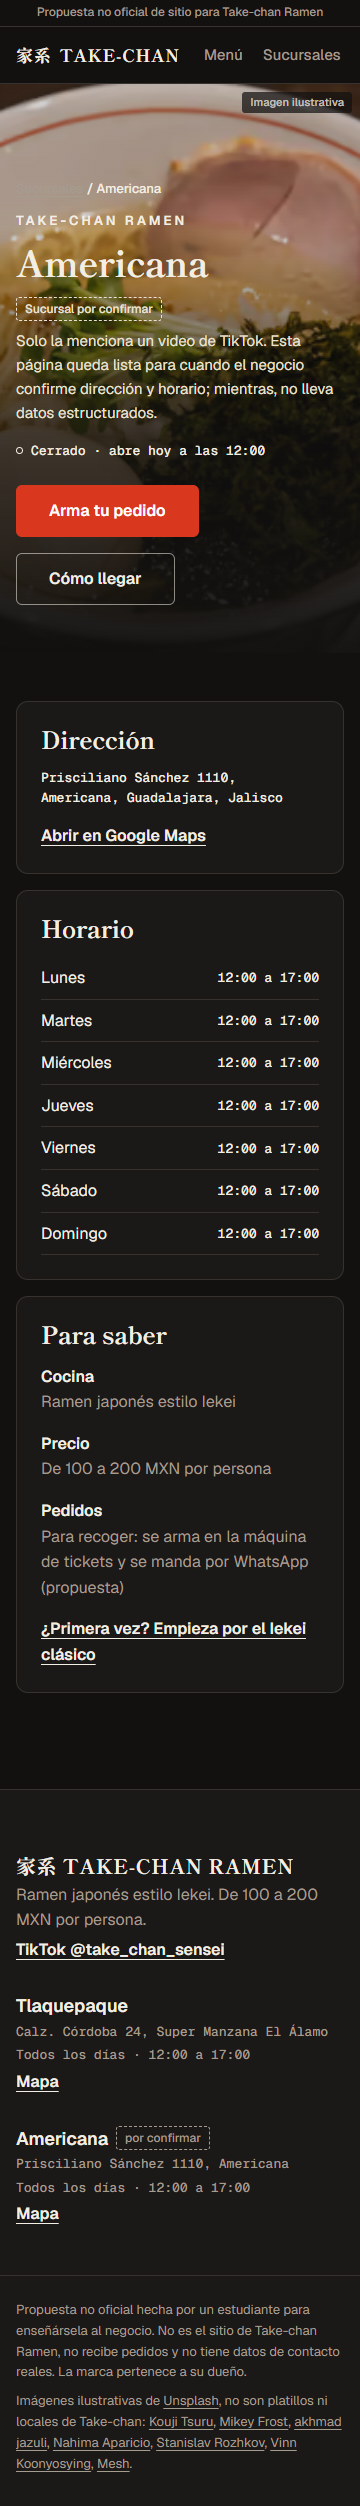 Propuesta no oficial de sitio para Take-chan Ramen
家系 TAKE-CHAN Menú Sucursales
Imagen ilustrativa
/ Americana
TAKE-CHAN RAMEN
Americana
Sucursal por confirmar
Solo la menciona un video de TikTok. Esta
página queda lista para cuando el negocio
confirme dirección y horario; mientras, no lleva
datos estructurados.
Cerrado · abre hoy a las 12:00
Arma tu pedido
Cómo llegar
Dirección
Prisciliano Sánchez 1110,
Americana, Guadalajara, Jalisco
Abrir en Google Maps
Horario
Lunes 12:00 a 17:00
Martes 12:00 a 17:00
Miércoles 12:00 a 17:00
Jueves 12:00 a 17:00
Viernes 12:00 a 17:00
Sábado 12:00 a 17:00
Domingo 12:00 a 17:00
Para saber
Cocina
Ramen japonés estilo Iekei
Precio
De 100 a 200 MXN por persona
Pedidos
Para recoger: se arma en la máquina
de tickets y se manda por WhatsApp
(propuesta)
¿Primera vez? Empieza por el Iekei
clásico
家系 TAKE-CHAN RAMEN
Ramen japonés estilo Iekei. De 100 a 200
MXN por persona.
TikTok @take_chan_sensei
Tlaquepaque
Calz. Córdoba 24, Super Manzana El Álamo
Todos los días · 12:00 a 17:00
Mapa
Americana por confirmar
Prisciliano Sánchez 1110, Americana
Todos los días · 12:00 a 17:00
Mapa
Propuesta no oficial hecha por un estudiante para
enseñársela al negocio. No es el sitio de Take-chan
Ramen, no recibe pedidos y no tiene datos de contacto
reales. La marca pertenece a su dueño.
Imágenes ilustrativas de Unsplash, no son platillos ni
locales de Take-chan: Kouji Tsuru, Mikey Frost, akhmad
jazuli, Nahima Aparicio, Stanislav Rozhkov, Vinn
Koonyosying, Mesh.